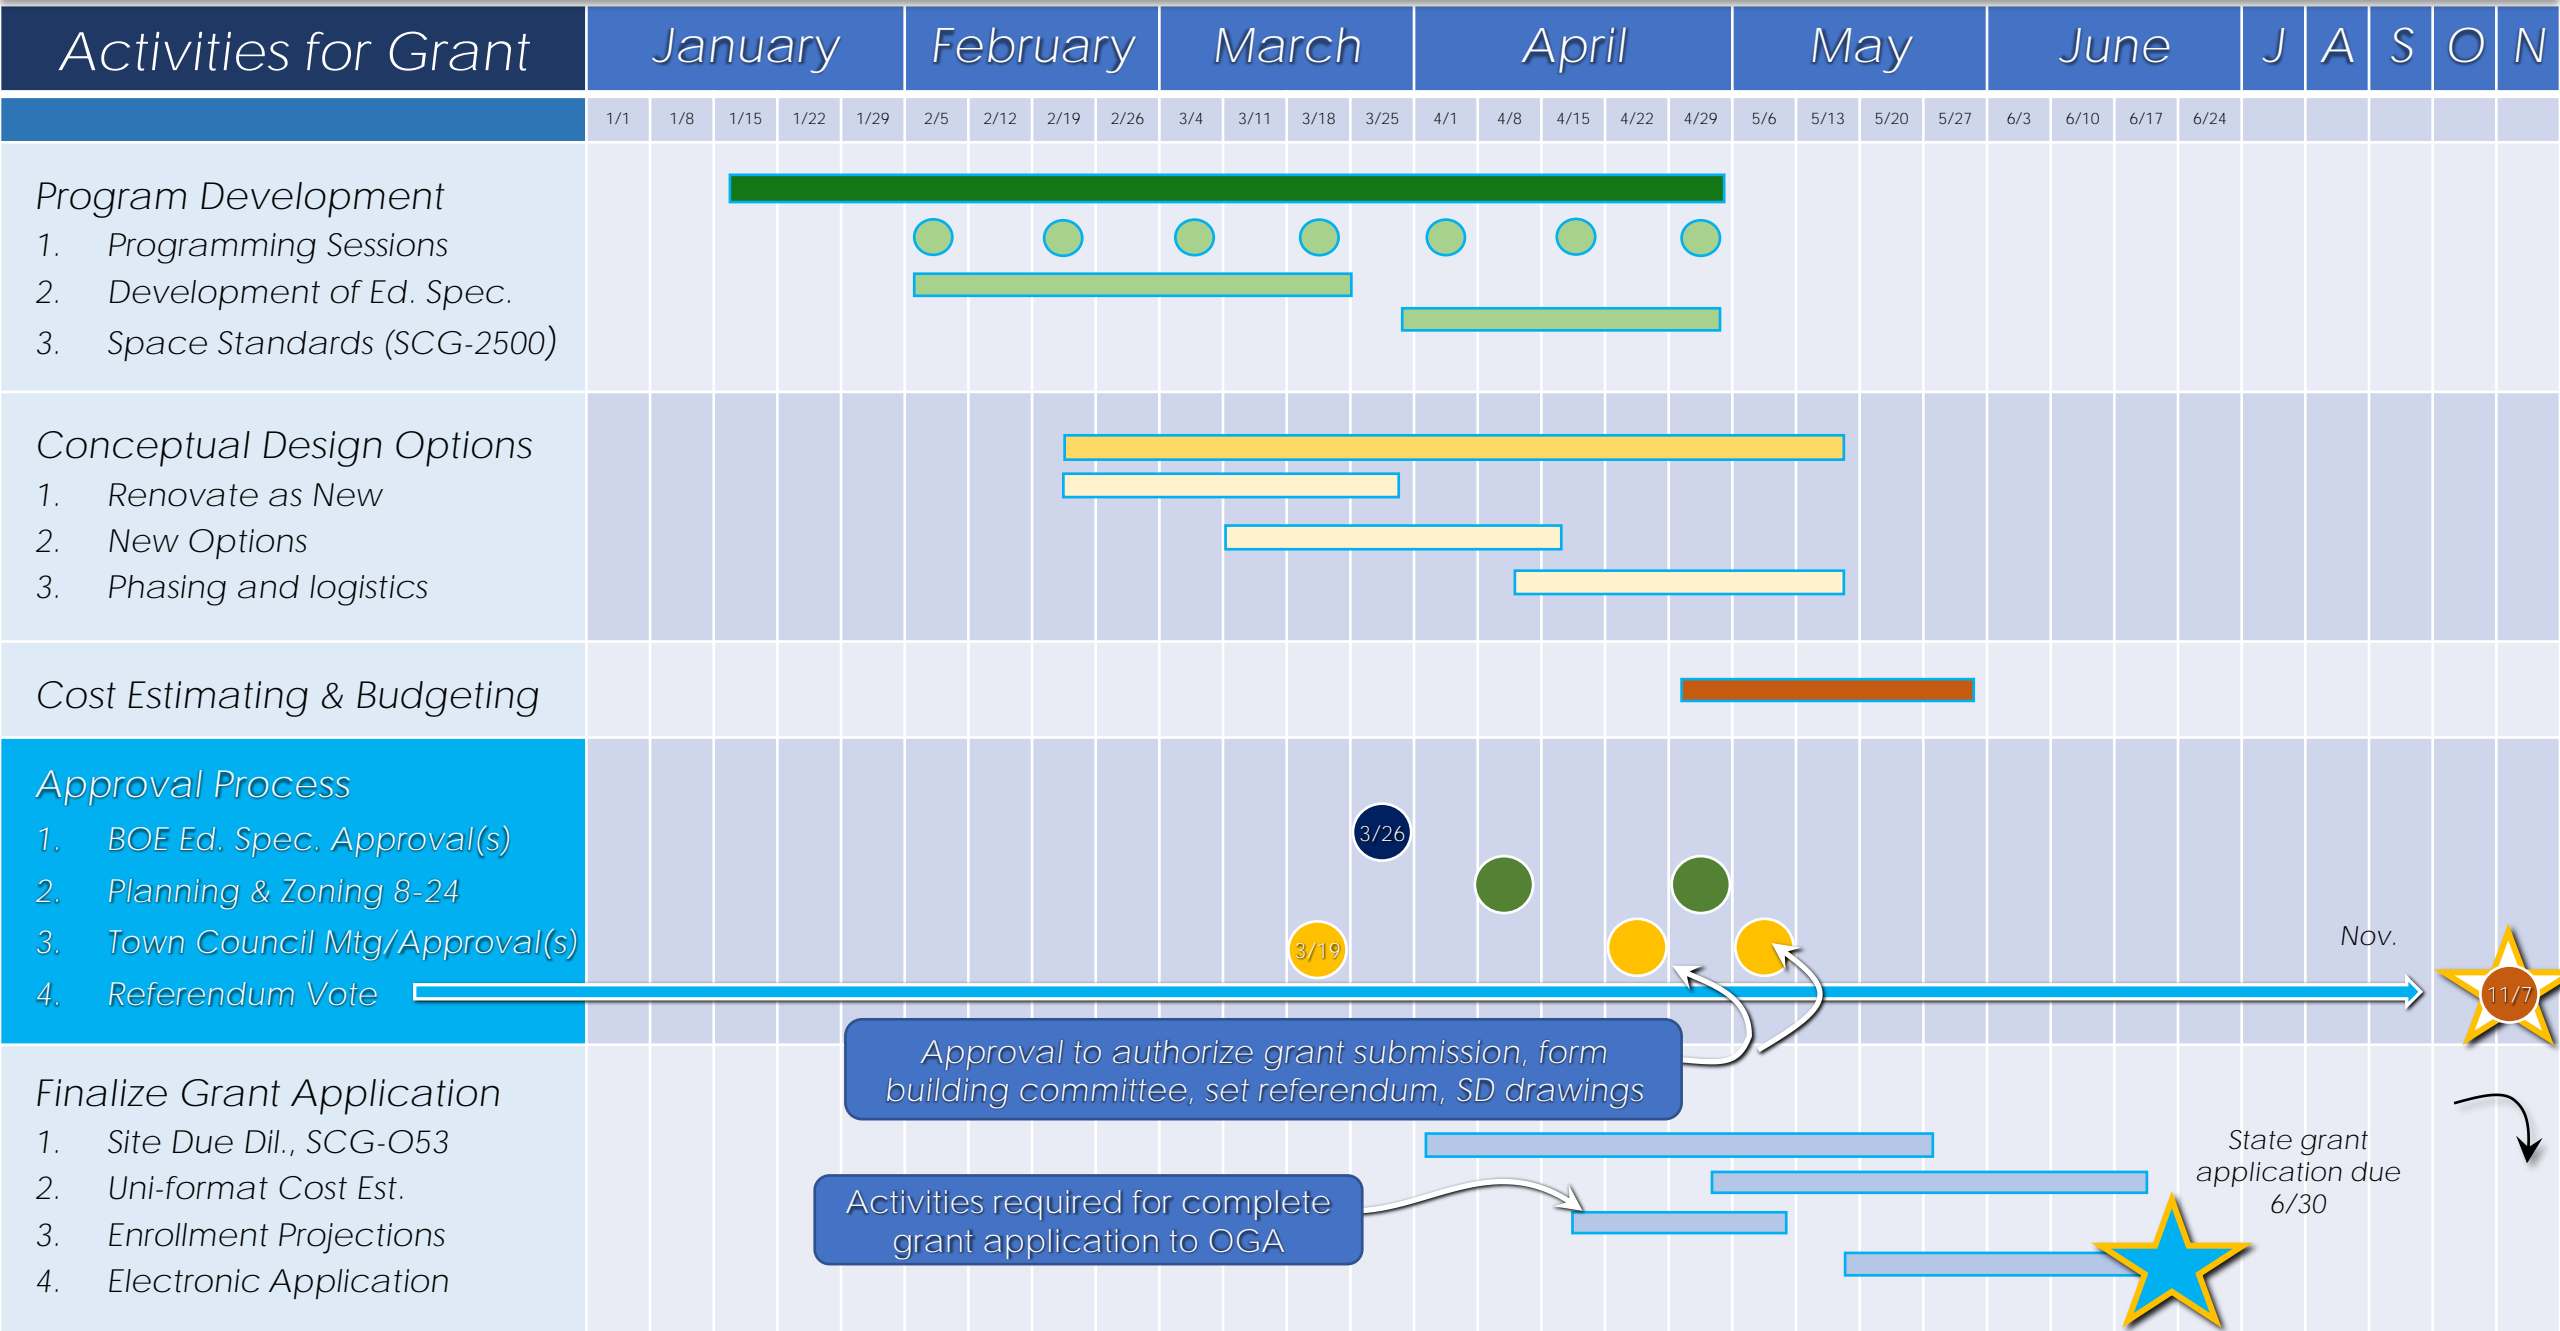 Activities for Grant January February March April May June J A S O N
1/1 1/8 1/15 1/22 1/29 2/5 2/12 2/19 2/26 3/4 3/11 3/18 3/25 4/1 4/8 4/15 4/22 4/29 5/6 5/13 5/20 5/27 6/3 6/10 6/17 6/24
Program Development
1. Programming Sessions
2. Development of Ed. Spec.
3. Space Standards (SCG-2500)
Conceptual Design Options
1. Renovate as New
2. New Options
3. Phasing and logistics
Cost Estimating & Budgeting
Approval Process
1. BOE Ed. Spec. Approval(s)
3/26
2. Planning & Zoning 8-24
3. Town Council Mtg/Approval(s)
3/19
Nov.
4. Referendum Vote
11/7
Approval to authorize grant submission, form
building committee, set referendum, SD drawings
Finalize Grant Application
1. Site Due Dil., SCG-O53
2. Uni-format Cost Est.
3. Enrollment Projections
4. Electronic Application
Activities required for complete
grant application to OGA
State grant
application due
6/30